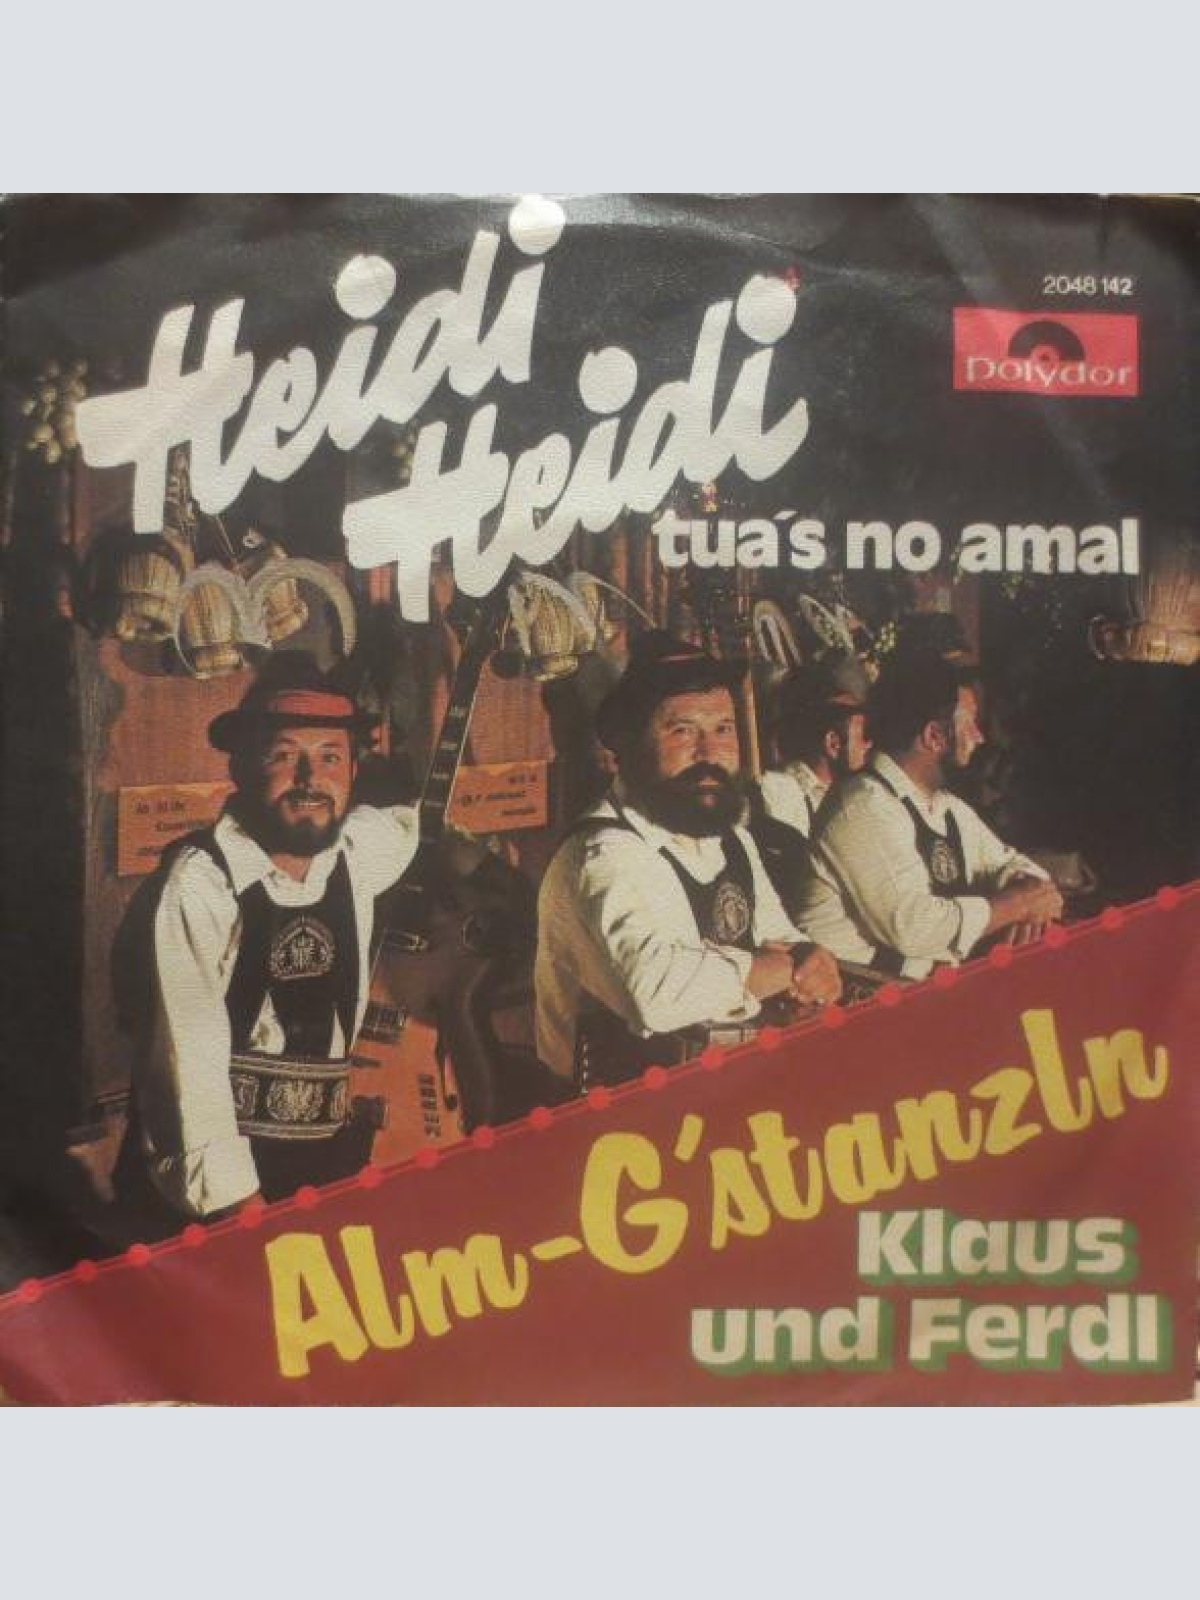 Heidi
Heidi
tua's no amal
2048 142
polydor
Alm-G'stanzln
Klaus
und Ferdl